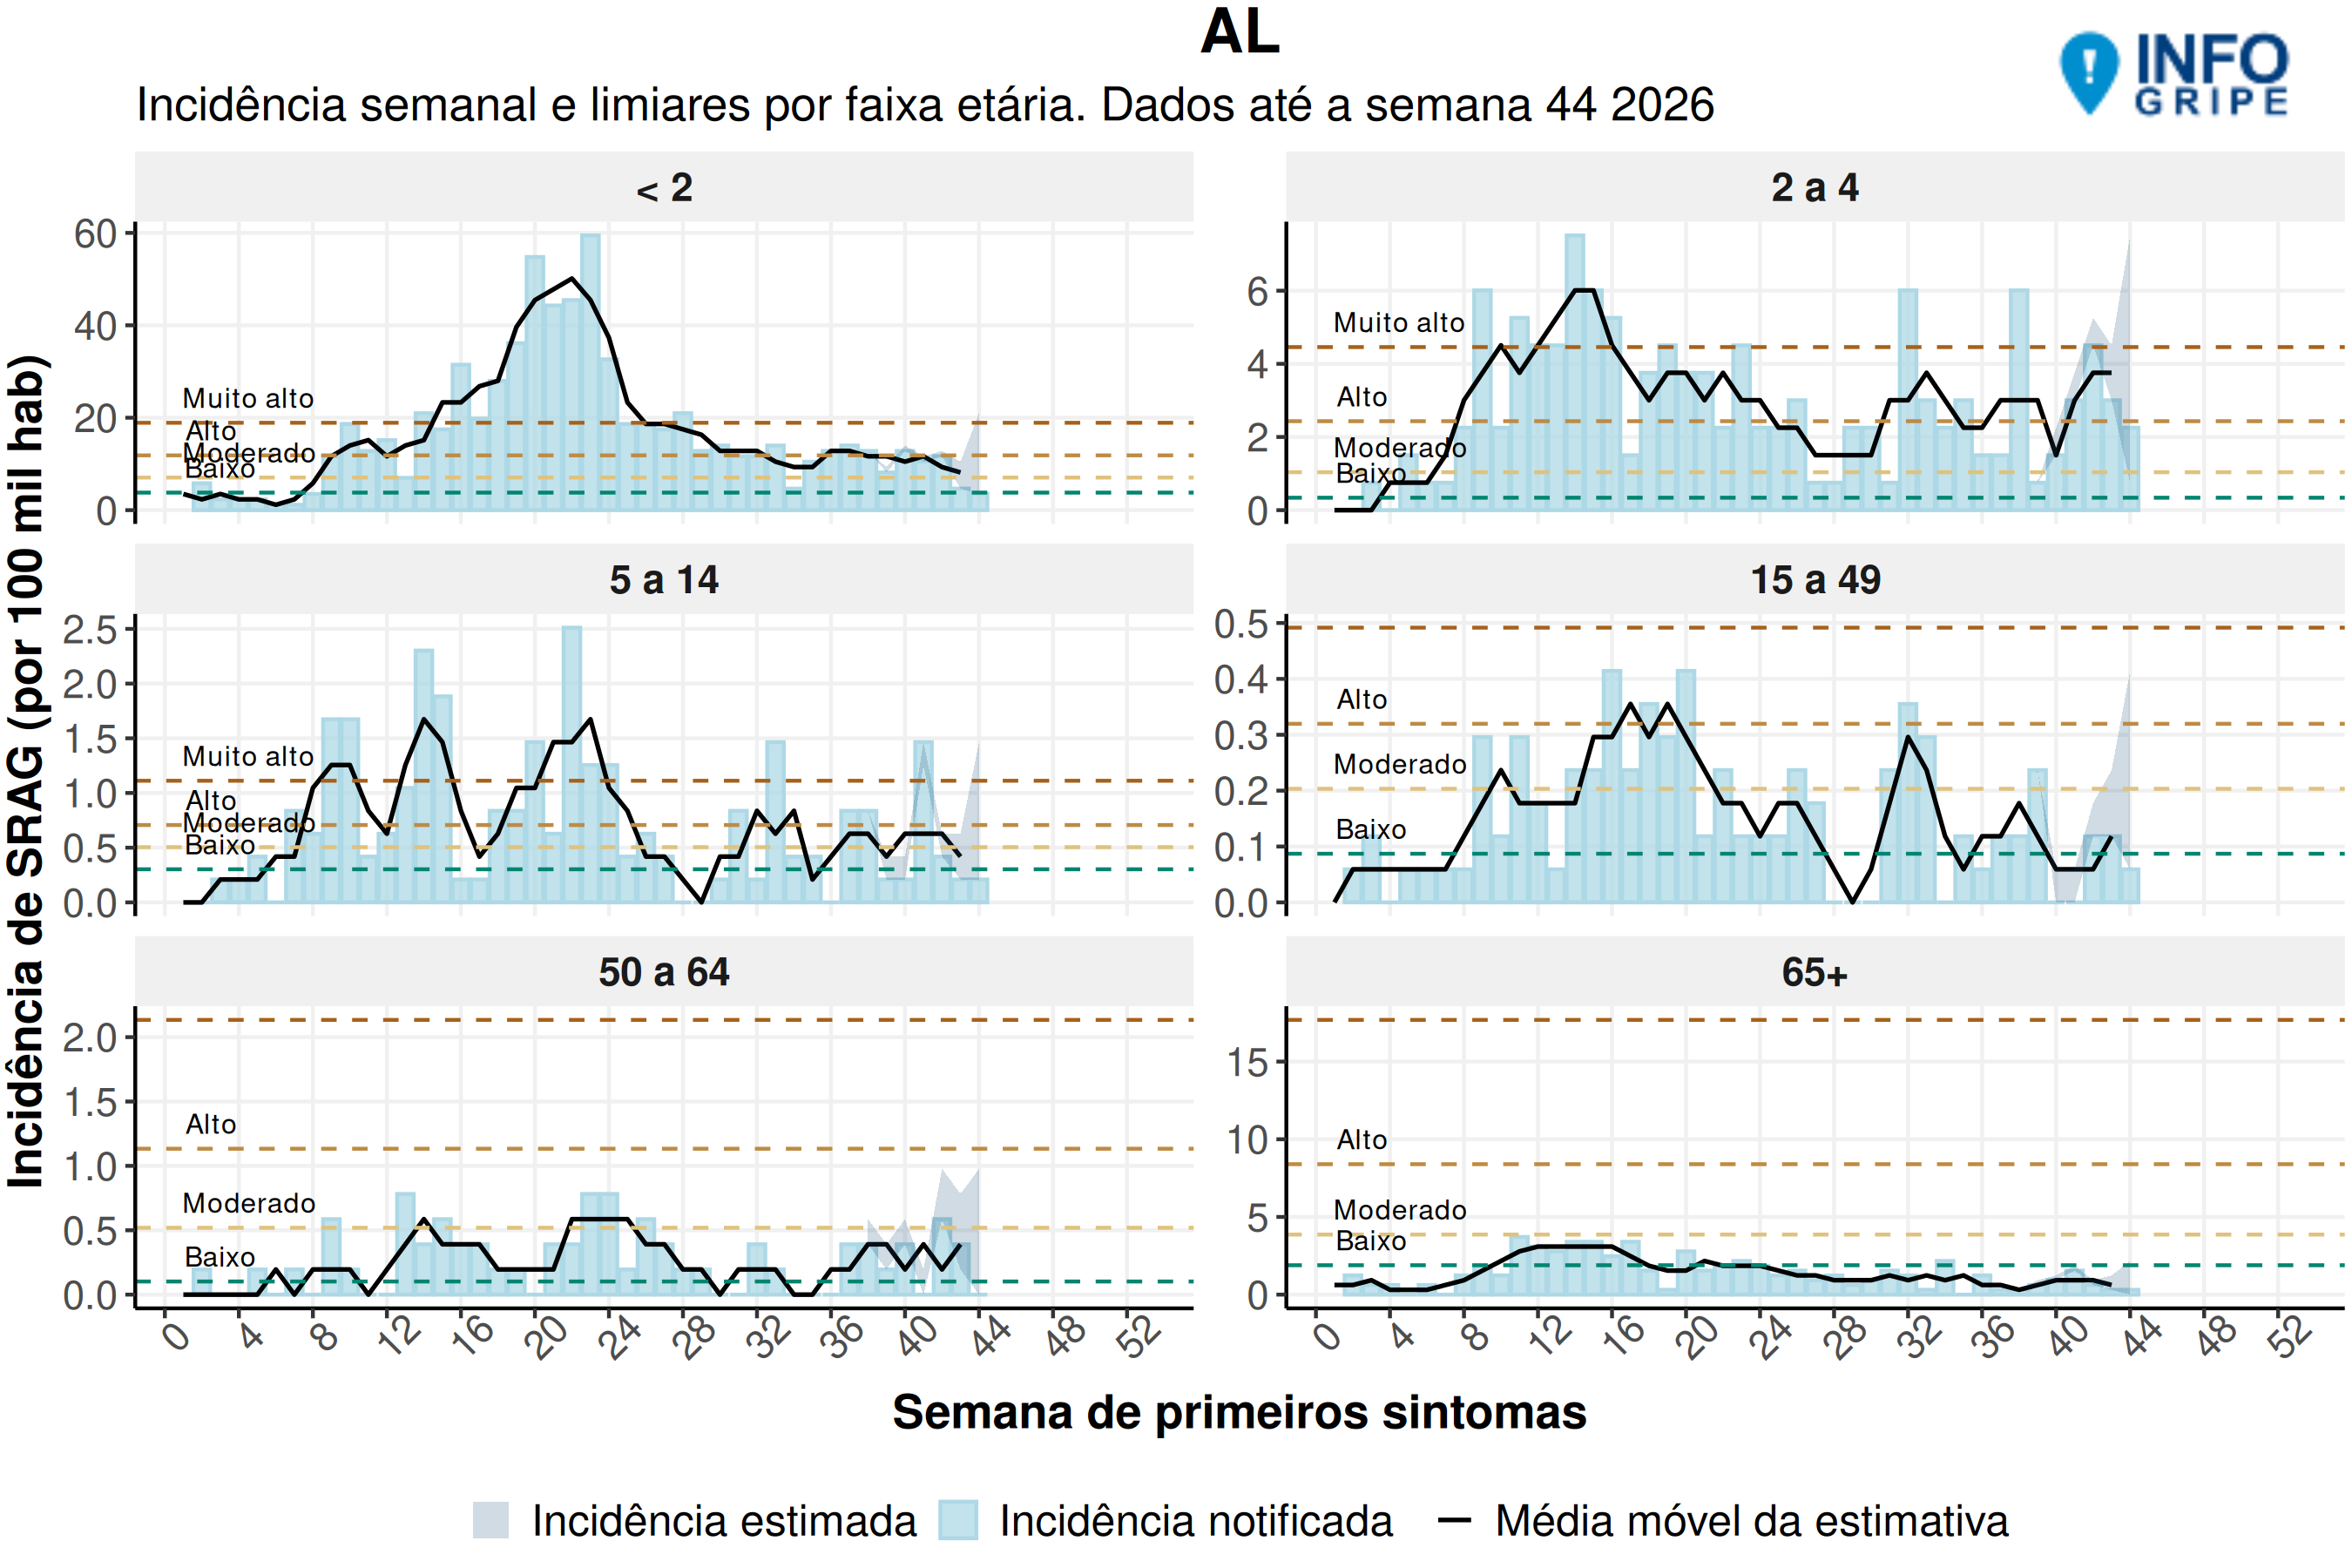 AL
INFO
GRIPE
Incidência semanal e limiares por faixa etária. Dados até a semana 44 2026
Incidência de SRAG (por 100 mil hab)
< 2
60
40
20
0
Muito alto
Alto
Moderado
Baixo
2 a 4
6
4
2
0
Muito alto
Alto
Moderado
Baixo
5 a 14
2.5
2.0
1.5
1.0
0.5
0.0
Muito alto
Alto
Moderado
Baixo
15 a 49
0.5
0.4
0.3
0.2
0.1
0.0
Alto
Moderado
Baixo
50 a 64
2.0
1.5
1.0
0.5
0.0
Alto
Moderado
Baixo
0 4 8 12 16 20 24 28 32 36 40 44 48 52
65+
15
10
5
0
Alto
Moderado
Baixo
0 4 8 12 16 20 24 28 32 36 40 44 48 52
Semana de primeiros sintomas
Incidência estimada Incidência notificada Média móvel da estimativa